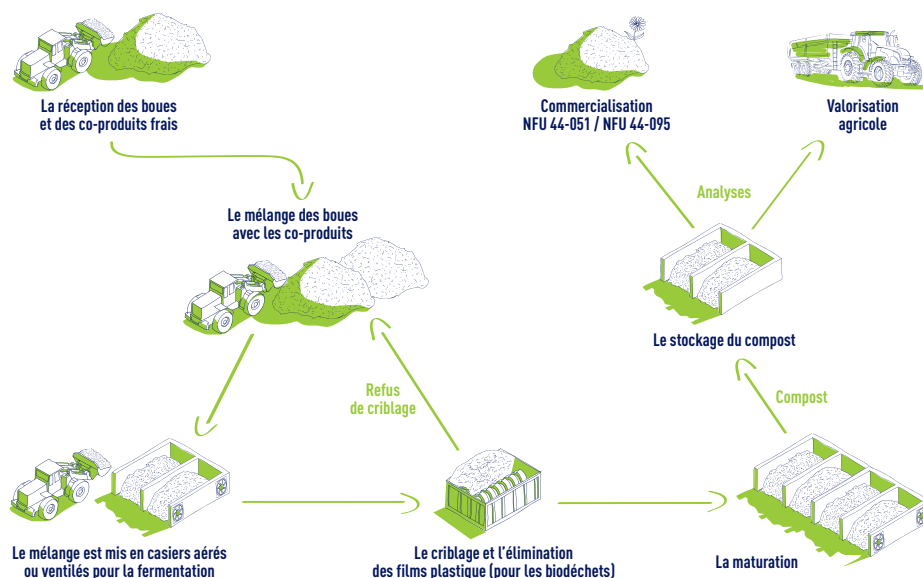 La réception des boues
et des co-produits frais
Commercialisation
NFU 44-051 / NFU 44-095
Valorisation
agricole
Analyses
Le mélange des boues
avec les co-produits
Le stockage du compost
Refus
de criblage
Compost
Le mélange est mis en casiers aérés
ou ventilés pour la fermentation
Le criblage et l’élimination
des films plastique (pour les biodéchets)
La maturation